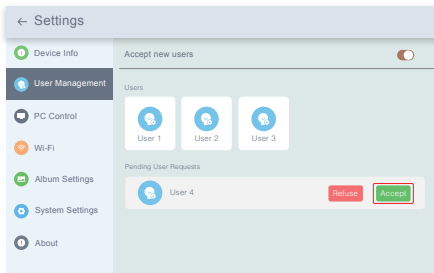 ← Settings
Device Info
User Management
PC Control
Wi-Fi
Album Settings
System Settings
About
Accept new users
Users
User 1 User 2 User 3
Pending User Requests
User 4 Refuse Accept